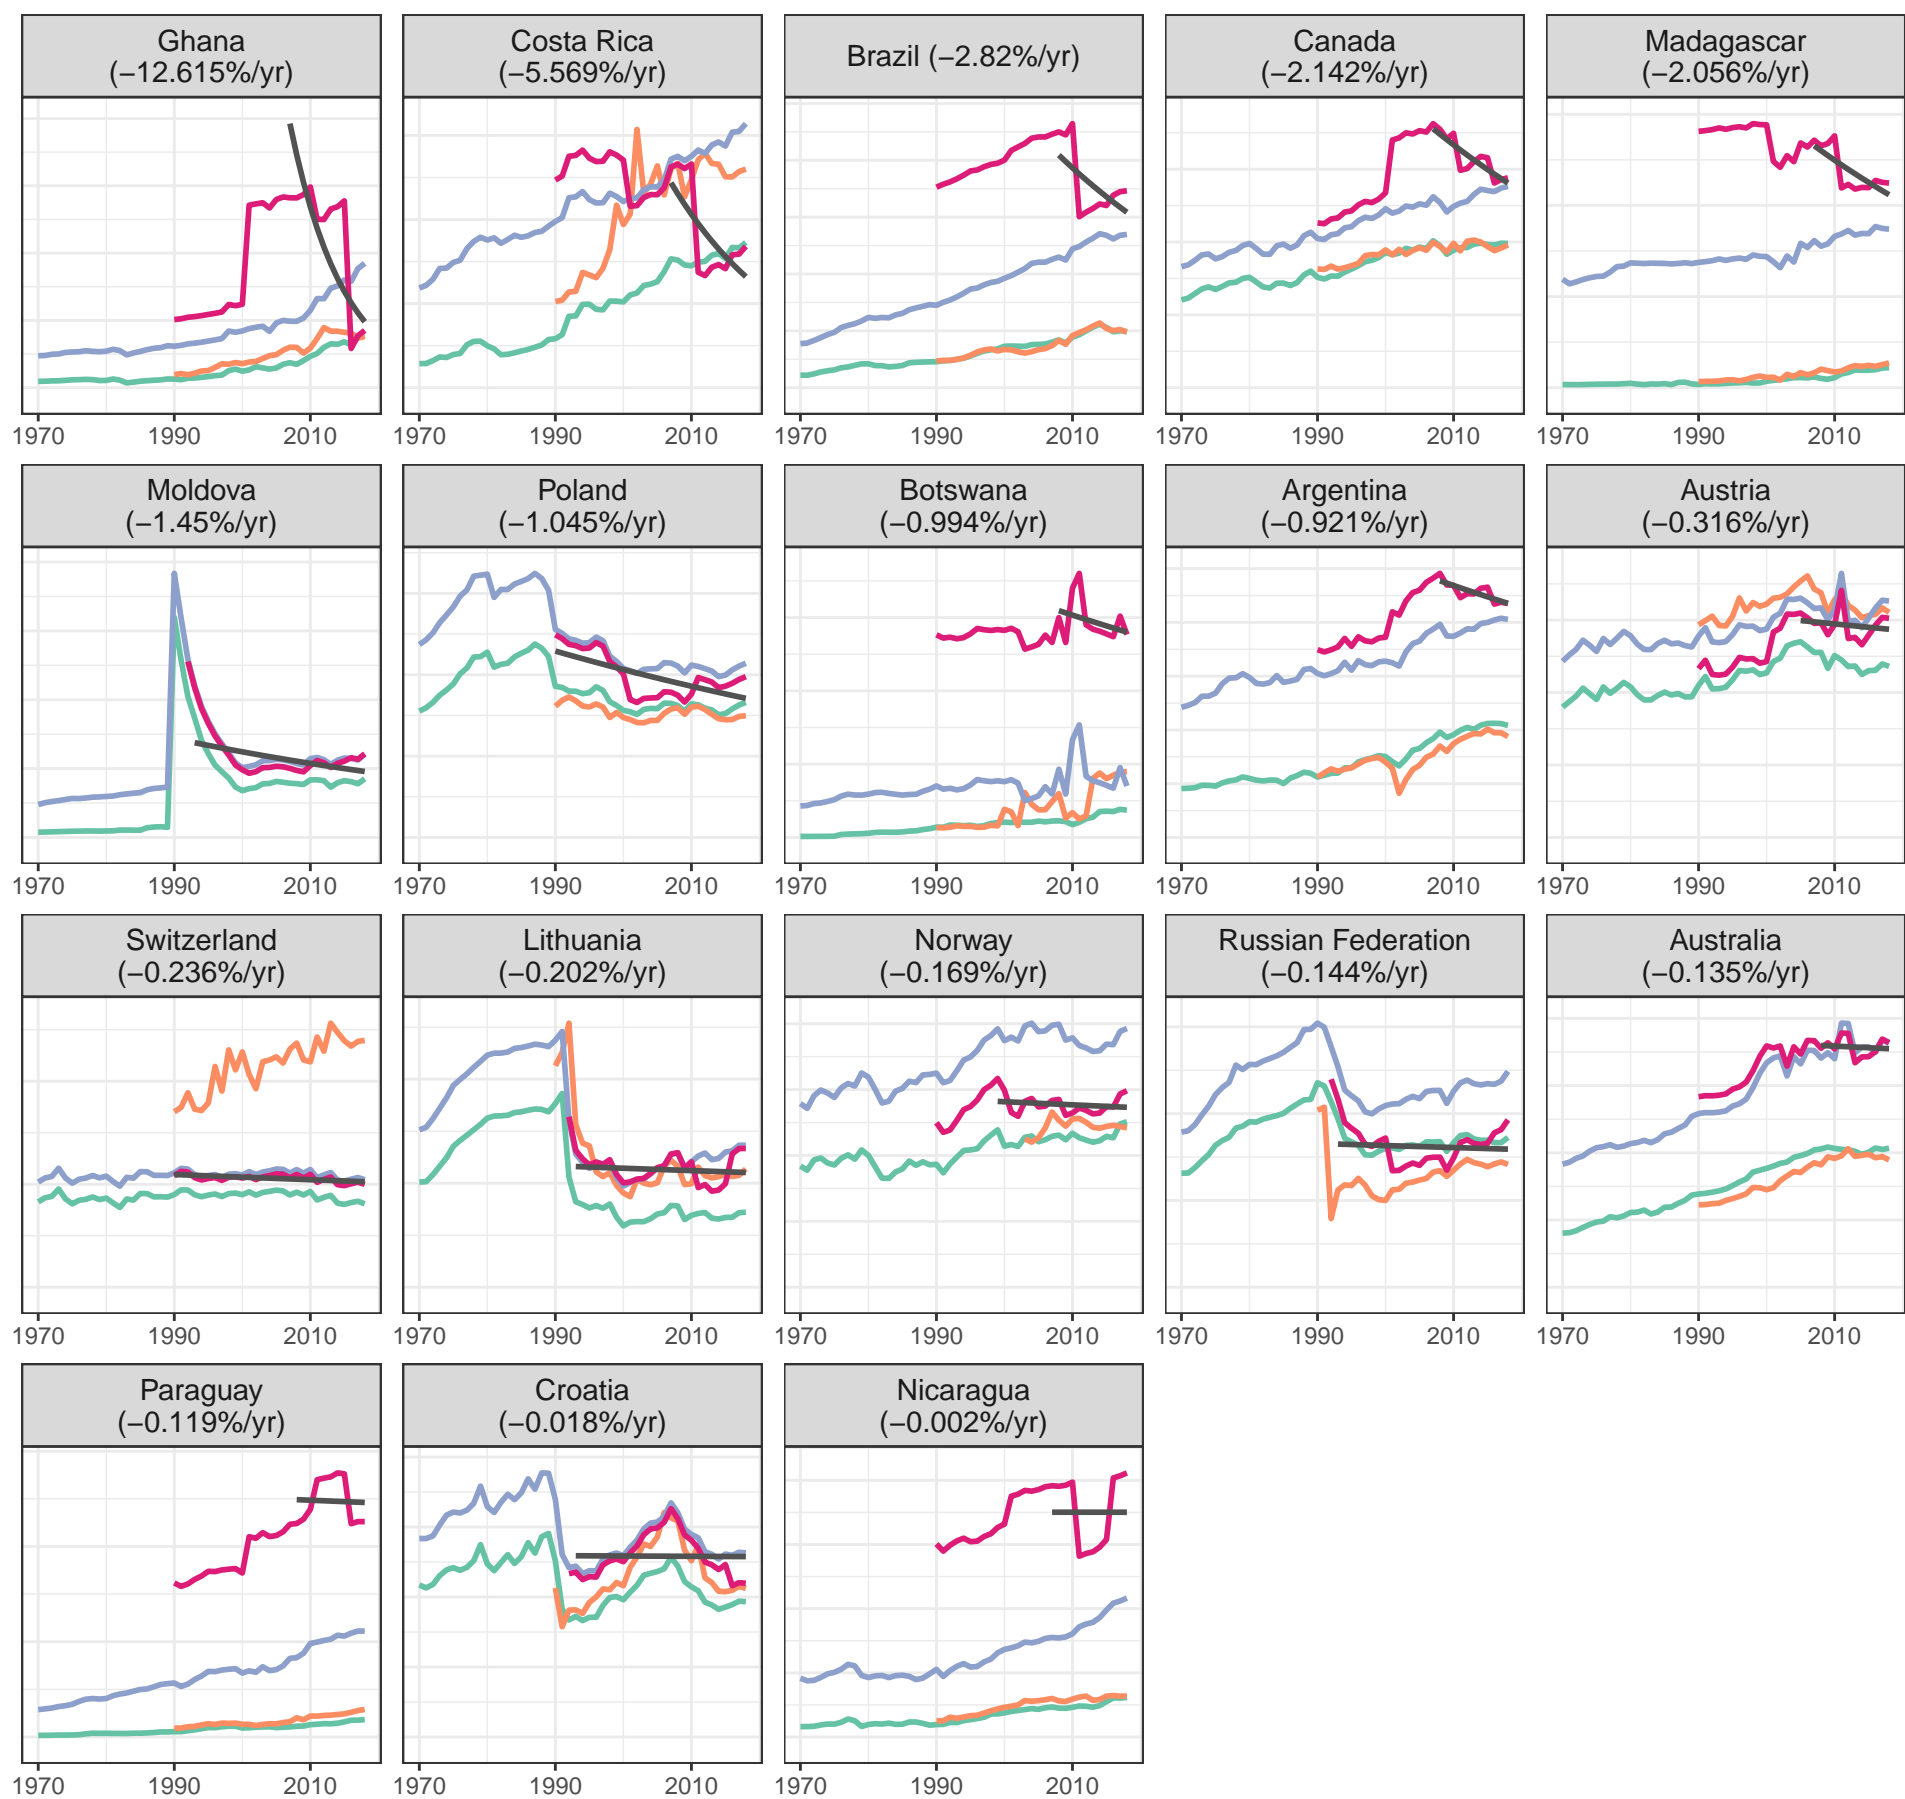 Ghana
(−12.615%/yr)
Costa Rica
(−5.569%/yr)
Brazil (−2.82%/yr)
Canada
(−2.142%/yr)
Madagascar
(−2.056%/yr)
1970 1990 2010
1970 1990 2010
1970 1990 2010
1970 1990 2010
1970 1990 2010
Moldova
(−1.45%/yr)
Poland
(−1.045%/yr)
Botswana
(−0.994%/yr)
Argentina
(−0.921%/yr)
Austria
(−0.316%/yr)
1970 1990 2010
1970 1990 2010
1970 1990 2010
1970 1990 2010
1970 1990 2010
Switzerland
(−0.236%/yr)
Lithuania
(−0.202%/yr)
Norway
(−0.169%/yr)
Russian Federation
(−0.144%/yr)
Australia
(−0.135%/yr)
1970 1990 2010
1970 1990 2010
1970 1990 2010
1970 1990 2010
1970 1990 2010
Paraguay
(−0.119%/yr)
Croatia
(−0.018%/yr)
Nicaragua
(−0.002%/yr)
1970 1990 2010
1970 1990 2010
1970 1990 2010